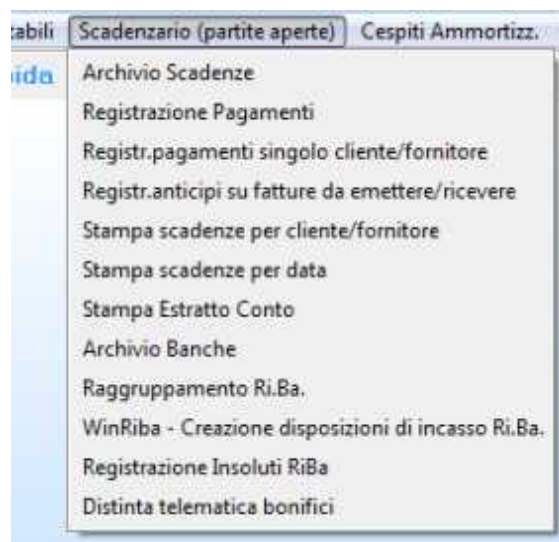 tabili Scadenzario (partite aperte) Cespiti Ammortizz.
ida
Archivio Scadenze
Registrazione Pagamenti
Registr.pagamenti singolo cliente/fornitore
Registr.anticipi su fatture da emettere/ricevere
Stampa scadenze per cliente/fornitore
Stampa scadenze per data
Stampa Estratto Conto
Archivio Banche
Raggruppamento Ri.Ba.
WinRiba - Creazione disposizioni di incasso Ri.Ba.
Registrazione Insoluti RiBa
Distinta telematica bonifici